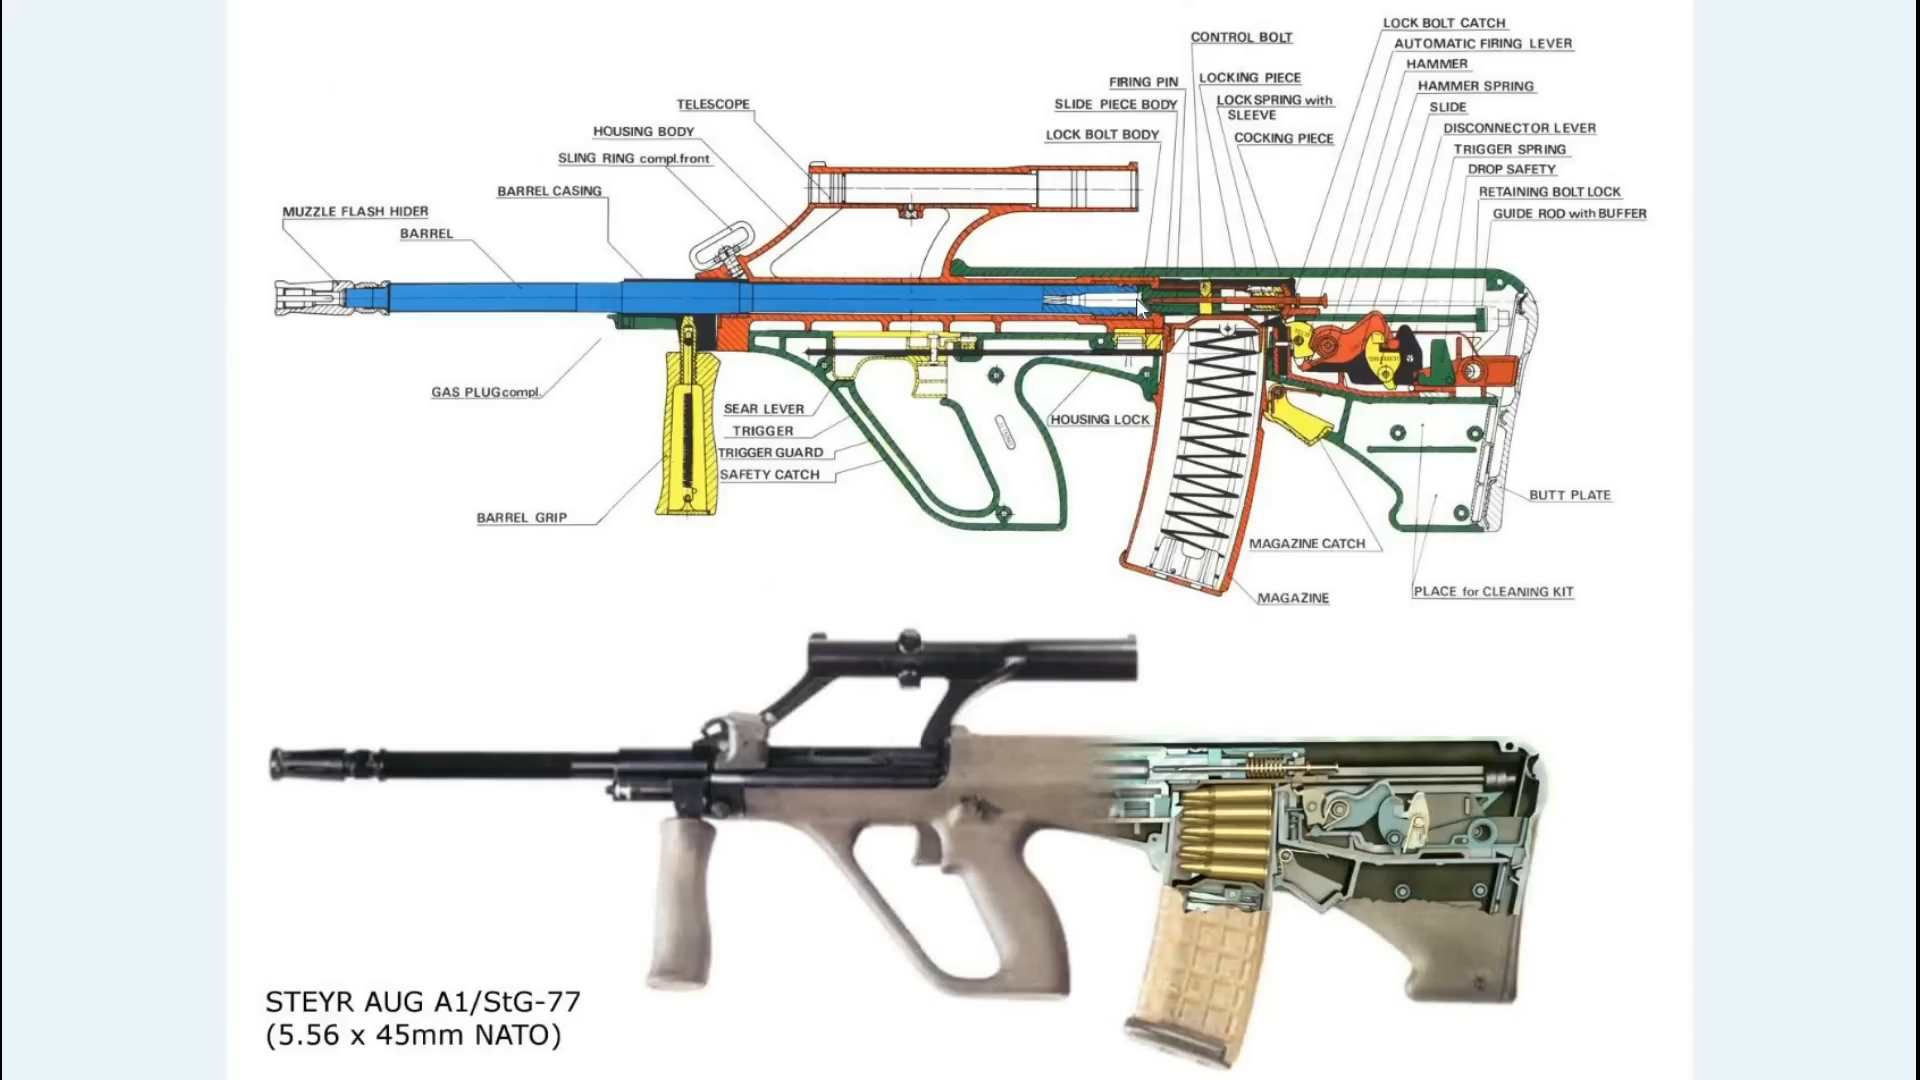 LOCK BOLT CATCH
CONTROL BOLT
AUTOMATIC FIRING LEVER
HAMMER
FIRING PIN
LOCKING PIECE
HAMMER SPRING
TELESCOPE
SLIDE PIECE BODY
LOCK SPRING with
SLEEVE
SLIDE
HOUSING BODY
LOCK BOLT BODY
COCKING PIECE
DISCONNECTOR LEVER
SLING RING compl.front
TRIGGER SPRING
DROP SAFETY
BARREL CASING
RETAINING BOLT LOCK
MUZZLE FLASH HIDER
GUIDE ROD with BUFFER
BARREL
GAS PLUG compl.
SEAR LEVER
HOUSING LOCK
TRIGGER
TRIGGER GUARD
SAFETY CATCH
BUTT PLATE
BARREL GRIP
MAGAZINE CATCH
PLACE for CLEANING KIT
MAGAZINE
STEYR AUG A1/StG-77
(5.56 x 45mm NATO)